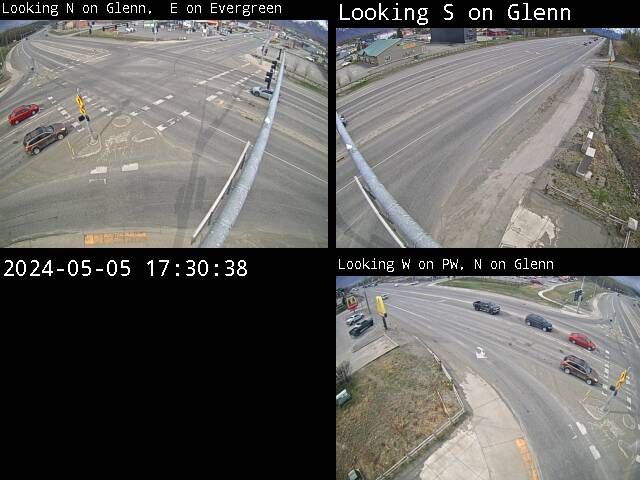 Looking N on Glenn, E on Evergreen
Looking S on Glenn
2024-05-05 17:30:38
Looking W on PW, N on Glenn